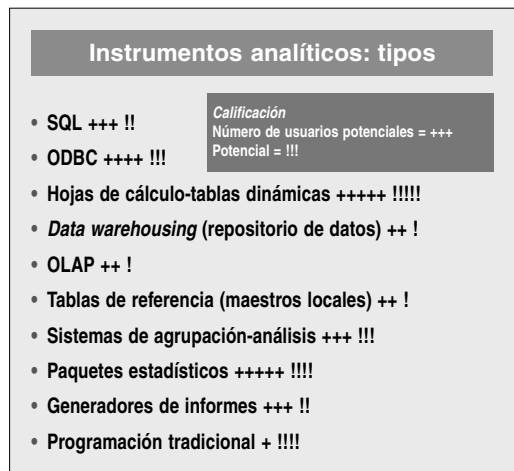 Instrumentos analíticos: tipos
Calificación
Número de usuarios potenciales = +++
Potencial = !!!
• SQL +++ !!
• ODBC ++++ !!!
• Hojas de cálculo-tablas dinámicas +++++ !!!!!
• Data warehousing (repositorio de datos) ++ !
• OLAP ++ !
• Tablas de referencia (maestros locales) ++ !
• Sistemas de agrupación-análisis +++ !!!
• Paquetes estadísticos +++++ !!!!
• Generadores de informes +++ !!
• Programación tradicional + !!!!